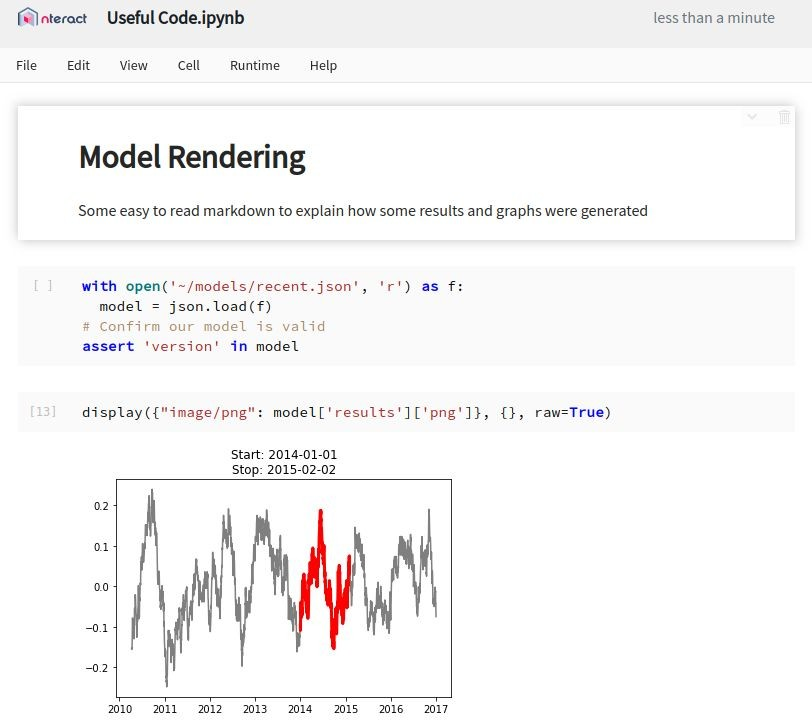 nteract Useful Code.ipynb less than a minute
File Edit View Cell Runtime Help
Model Rendering
Some easy to read markdown to explain how some results and graphs were generated
[ ] with open('~/models/recent.json', 'r') as f:
model = json.load(f)
# Confirm our model is valid
assert 'version' in model
[13] display({"image/png": model['results']['png']}, {}, raw=True)
Start: 2014-01-01
Stop: 2015-02-02
0.2
0.1
0.0
−0.1
−0.2
2010 2011 2012 2013 2014 2015 2016 2017